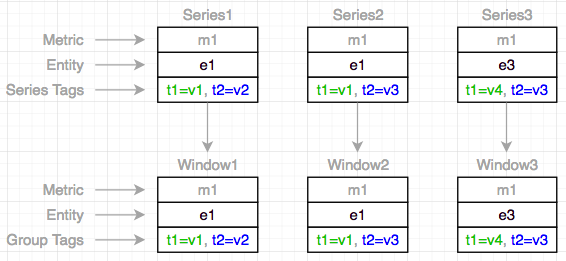 Series1 Series2 Series3
Metric m1 m1 m1
Entity e1 e1 e3
Series Tags t1=v1, t2=v2 t1=v1, t2=v3 t1=v4, t2=v3
Window1 Window2 Window3
Metric m1 m1 m1
Entity e1 e1 e3
Group Tags t1=v1, t2=v2 t1=v1, t2=v3 t1=v4, t2=v3